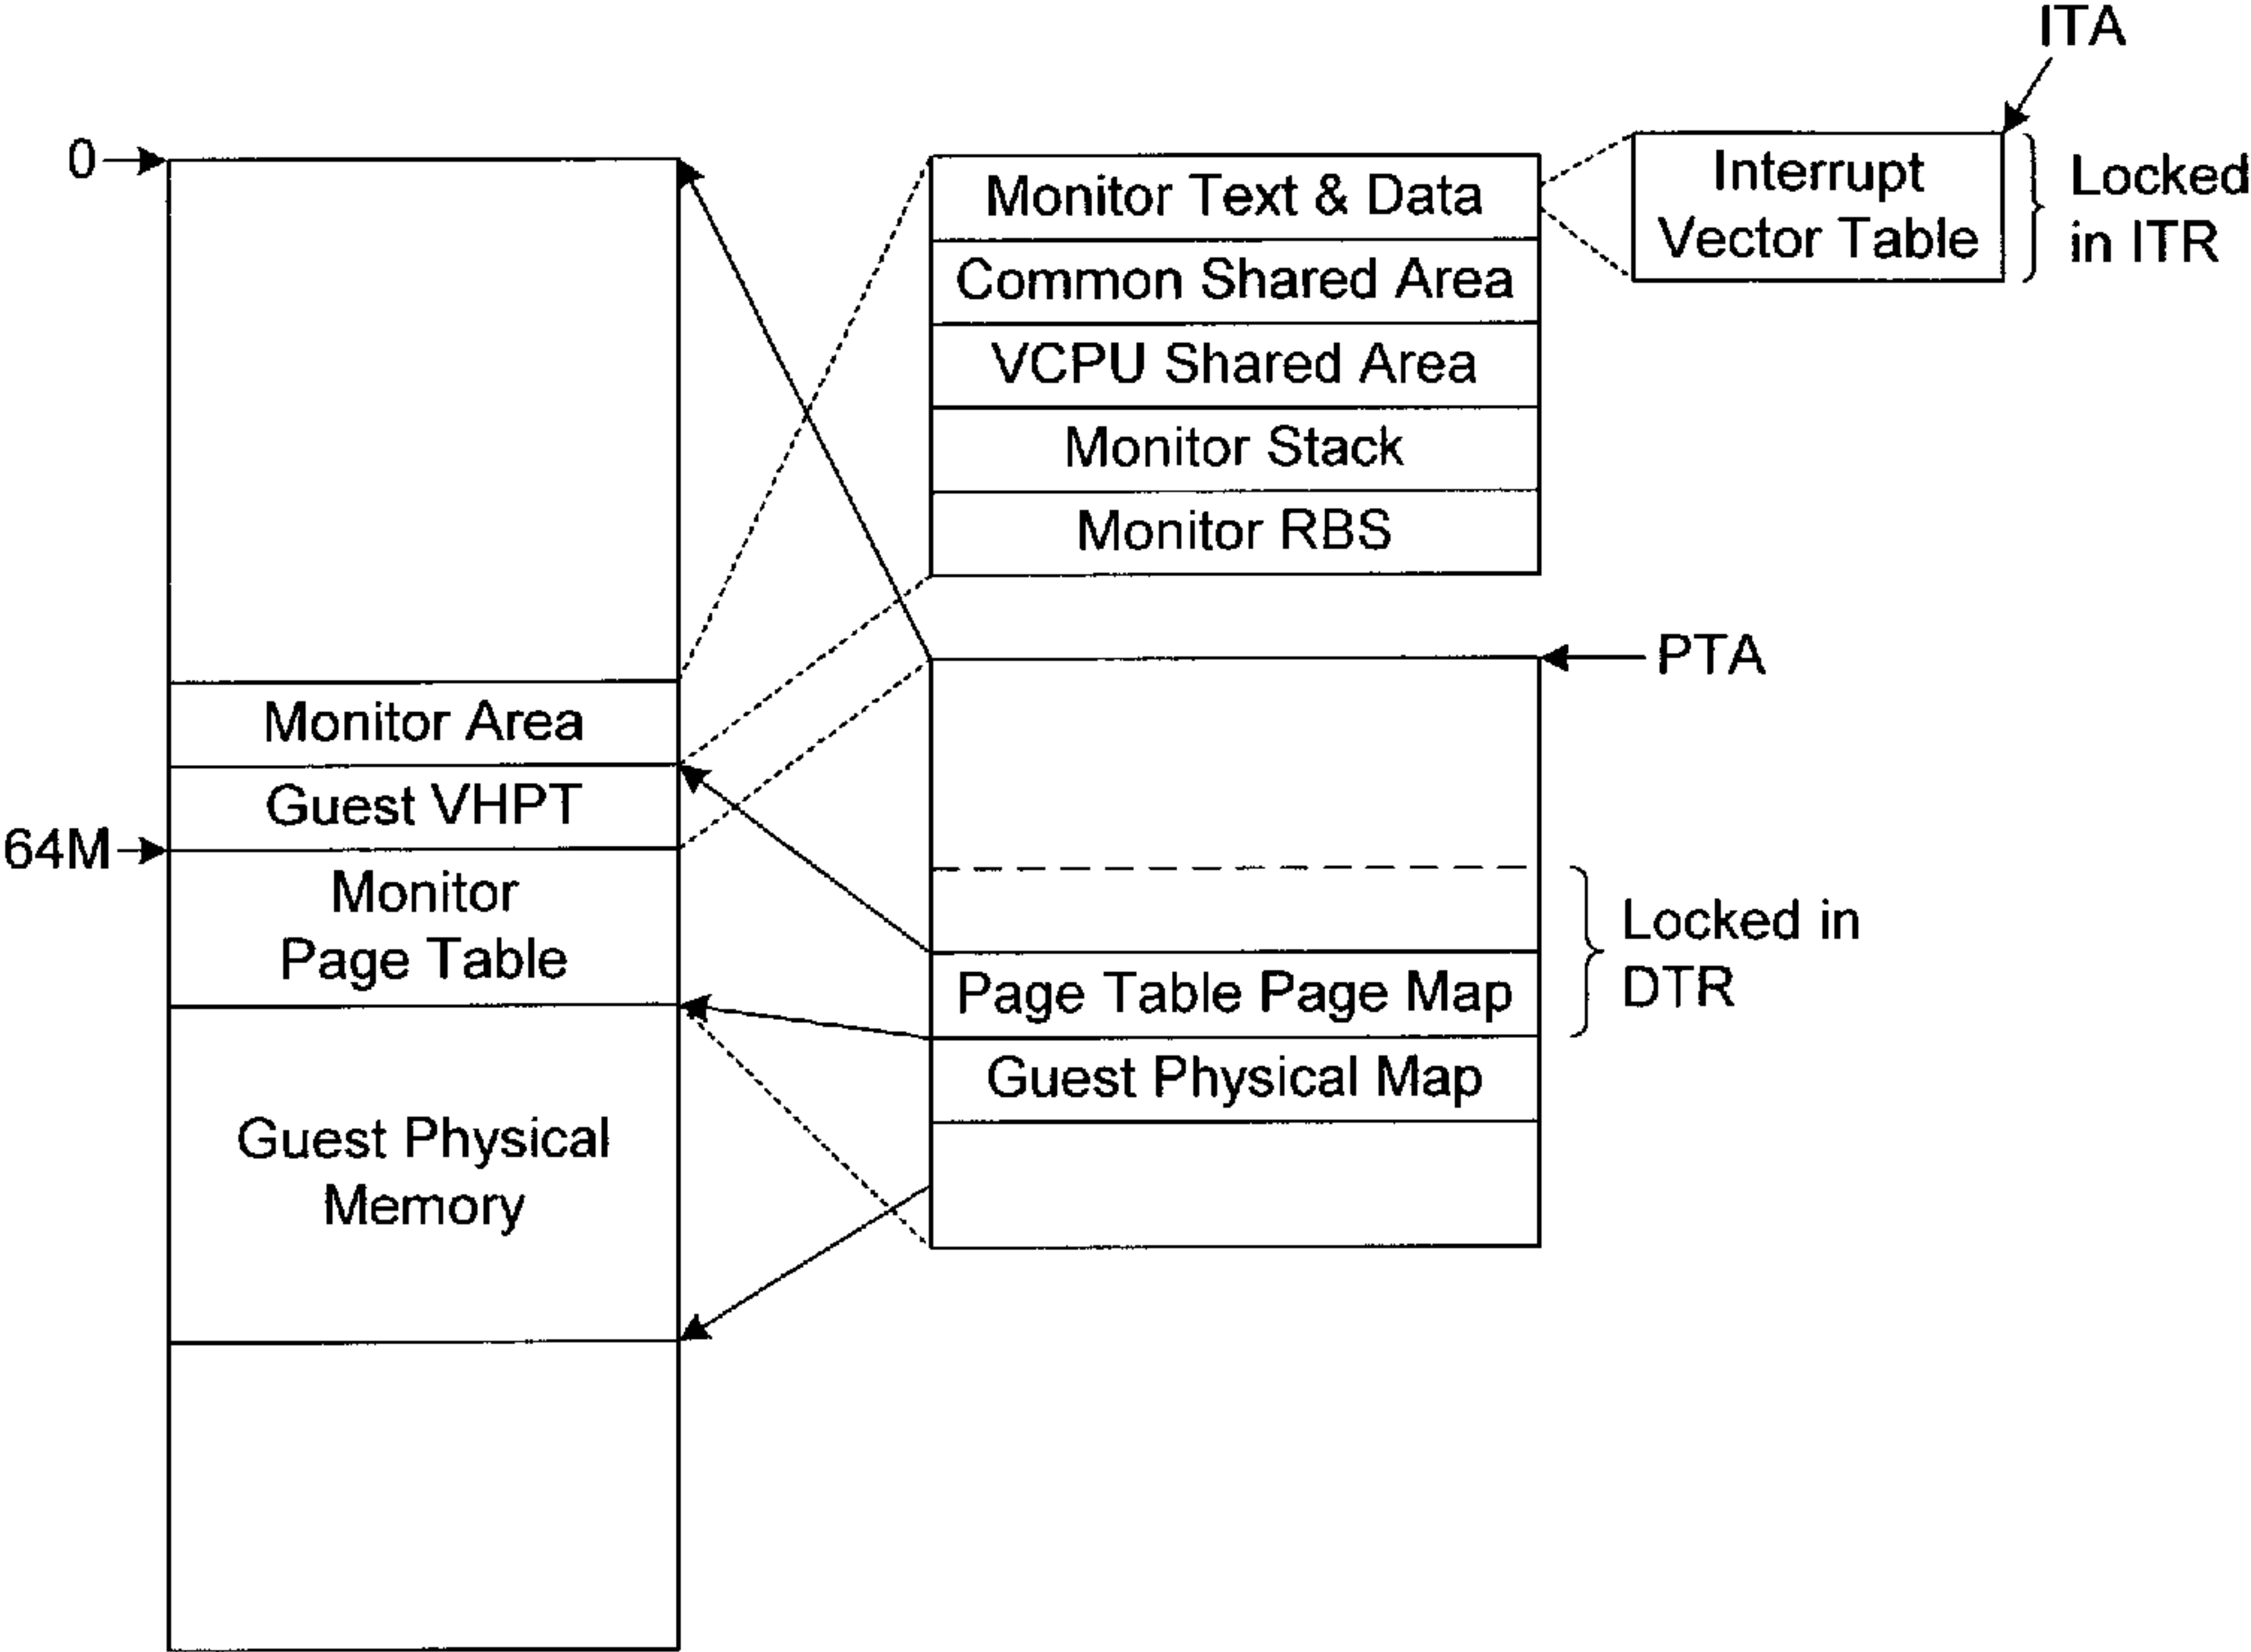 ITA
0
Monitor Text & Data
Common Shared Area
VCPU Shared Area
Monitor Stack
Monitor RBS
Interrupt
Vector Table
Locked
in ITR
PTA
Monitor Area
Guest VHPT
64M
Monitor
Page Table
Guest Physical
Memory
Page Table Page Map
Guest Physical Map
Locked in
DTR